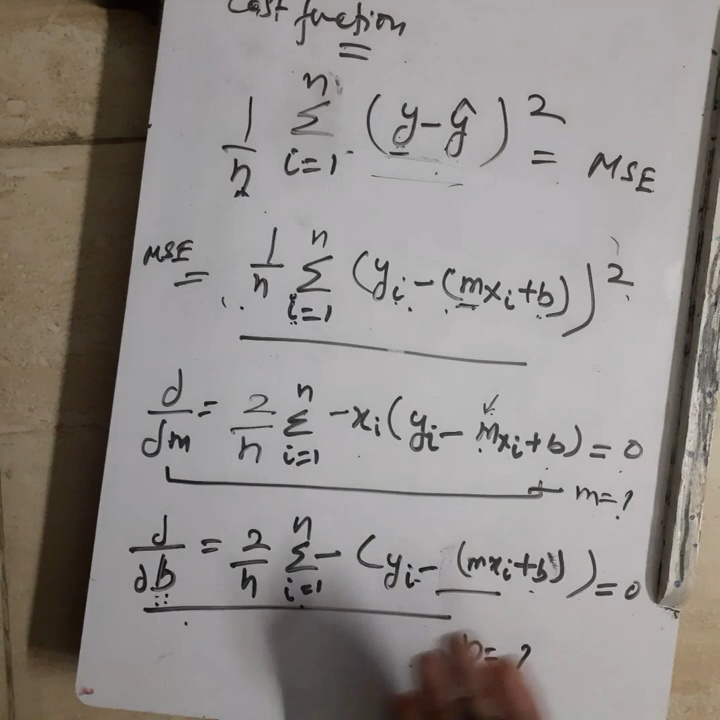 Cost function
=
1/n Σ_{i=1}^{n} (y-ŷ)² = MSE
MSE = 1/n Σ_{i=1}^{n} (y_i-(mx_i+b))²
d/dm = 2/n Σ_{i=1}^{n} -x_i(y_i-mx_i+b)=0
m=?
d/db = 2/n Σ_{i=1}^{n} -(y_i-(mx_i+b))=0
b=?